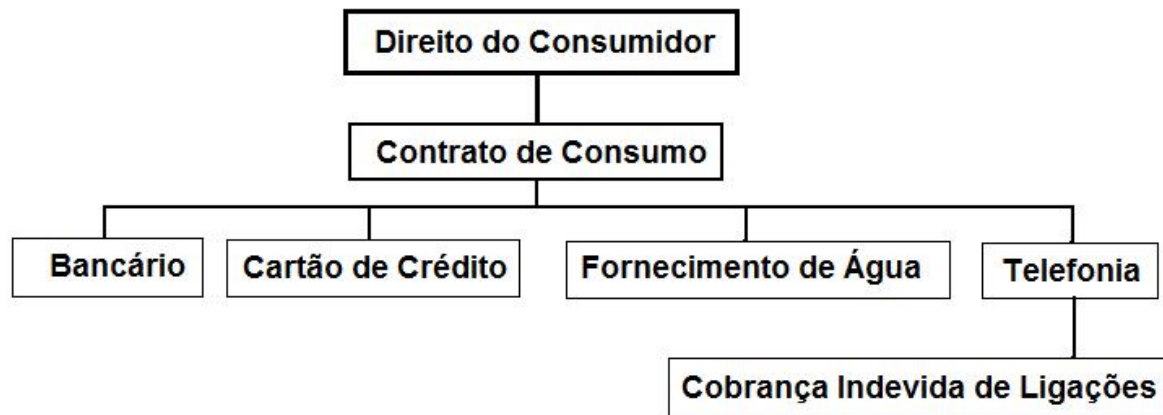 Direito do Consumidor
Contrato de Consumo
Bancário
Cartão de Crédito
Fornecimento de Água
Telefonia
Cobrança Indevida de Ligações